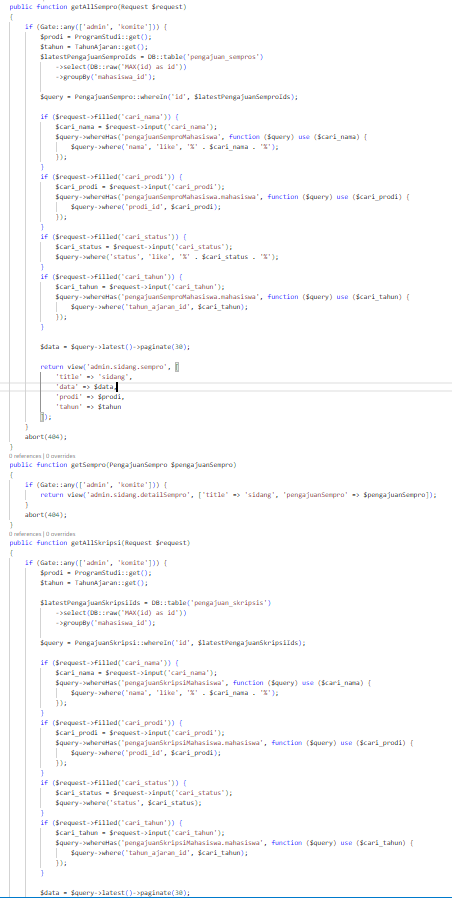 public function getAllSempro(Request $request)
{
if (Gate::any(['admin', 'komite'])) {
$prodi = ProgramStudi::get();
$tahun = TahunAjaran::get();
$latestPengajuanSemproIds = DB::table('pengajuan_sempros')
->select(DB::raw('MAX(id) as id'))
->groupBy('mahasiswa_id');
$query = PengajuanSempro::whereIn('id', $latestPengajuanSemproIds);
if ($request->filled('cari_nama')) {
$cari_nama = $request->input('cari_nama');
$query->whereHas('pengajuanSemproMahasiswa', function ($query) use ($cari_nama) {
$query->where('nama', 'like', '%' . $cari_nama . '%');
});
}
if ($request->filled('cari_prodi')) {
$cari_prodi = $request->input('cari_prodi');
$query->whereHas('pengajuanSemproMahasiswa.mahasiswa', function ($query) use ($cari_prodi) {
$query->where('prodi_id', $cari_prodi);
});
}
if ($request->filled('cari_status')) {
$cari_status = $request->input('cari_status');
$query->where('status', 'like', '%' . $cari_status . '%');
}
if ($request->filled('cari_tahun')) {
$cari_tahun = $request->input('cari_tahun');
$query->whereHas('pengajuanSemproMahasiswa.mahasiswa', function ($query) use ($cari_tahun) {
$query->where('tahun_ajaran_id', $cari_tahun);
});
}
$data = $query->latest()->paginate(30);
return view('admin.sidang.sempro', [
'title' => 'sidang',
'data' => $data,
'prodi' => $prodi,
'tahun' => $tahun
]);
}
abort(404);
}
0 references | 0 overrides
public function getSempro(PengajuanSempro $pengajuanSempro)
{
if (Gate::any(['admin', 'komite'])) {
return view('admin.sidang.detailSempro', ['title' => 'sidang', 'pengajuanSempro' => $pengajuanSempro]);
}
abort(404);
}
0 references | 0 overrides
public function getAllSkripsi(Request $request)
{
if (Gate::any(['admin', 'komite'])) {
$prodi = ProgramStudi::get();
$tahun = TahunAjaran::get();
$latestPengajuanSkripsiIds = DB::table('pengajuan_skripsis')
->select(DB::raw('MAX(id) as id'))
->groupBy('mahasiswa_id');
$query = PengajuanSkripsi::whereIn('id', $latestPengajuanSkripsiIds);
if ($request->filled('cari_nama')) {
$cari_nama = $request->input('cari_nama');
$query->whereHas('pengajuanSkripsiMahasiswa', function ($query) use ($cari_nama) {
$query->where('nama', 'like', '%' . $cari_nama . '%');
});
}
if ($request->filled('cari_prodi')) {
$cari_prodi = $request->input('cari_prodi');
$query->whereHas('pengajuanSkripsiMahasiswa.mahasiswa', function ($query) use ($cari_prodi) {
$query->where('prodi_id', $cari_prodi);
});
}
if ($request->filled('cari_status')) {
$cari_status = $request->input('cari_status');
$query->where('status', $cari_status);
}
if ($request->filled('cari_tahun')) {
$cari_tahun = $request->input('cari_tahun');
$query->whereHas('pengajuanSkripsiMahasiswa.mahasiswa', function ($query) use ($cari_tahun) {
$query->where('tahun_ajaran_id', $cari_tahun);
});
}
$data = $query->latest()->paginate(30);